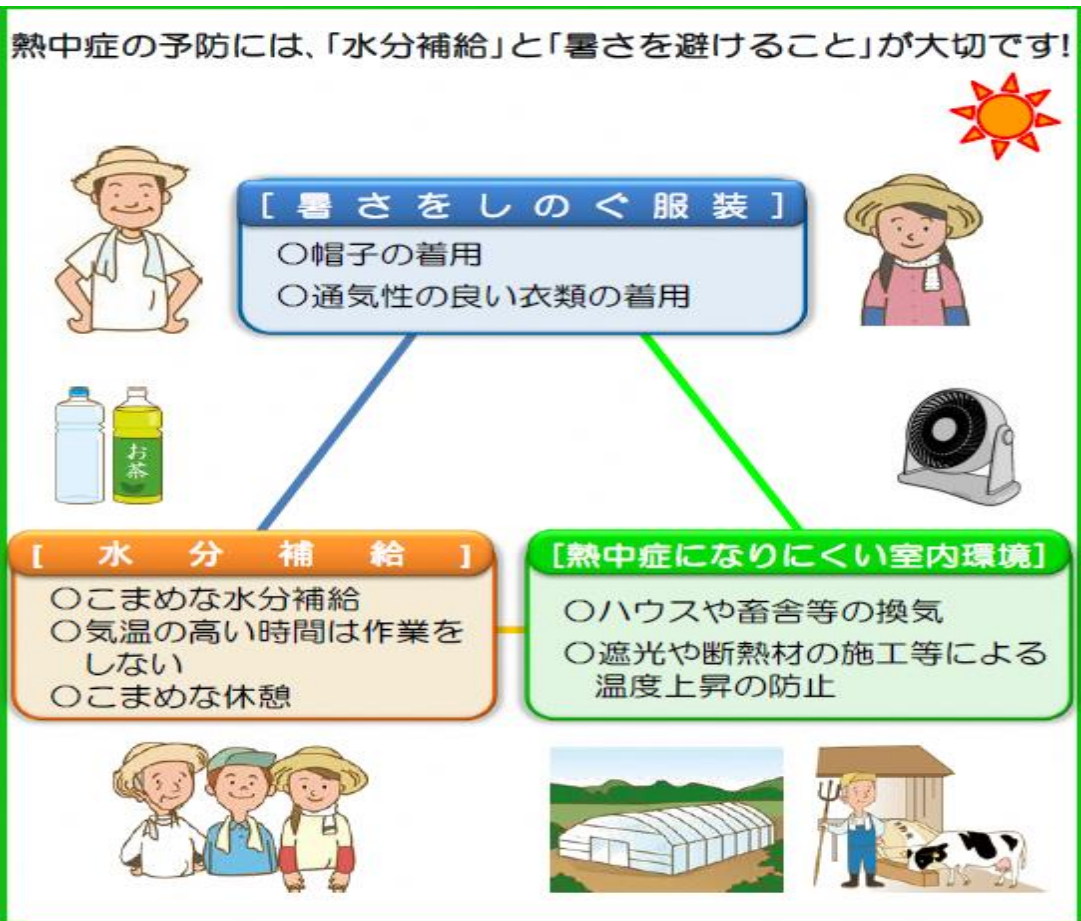 熱中症の予防には、｢水分補給｣と｢暑さを避けること｣が大切です!
[暑さをしのぐ服装]
○帽子の着用
○通気性の良い衣類の着用
お茶
[水分補給]
○こまめな水分補給
○気温の高い時間は作業を
しない
○こまめな休憩
[熱中症になりにくい室内環境]
○ハウスや畜舎等の換気
○遮光や断熱材の施工等による
温度上昇の防止